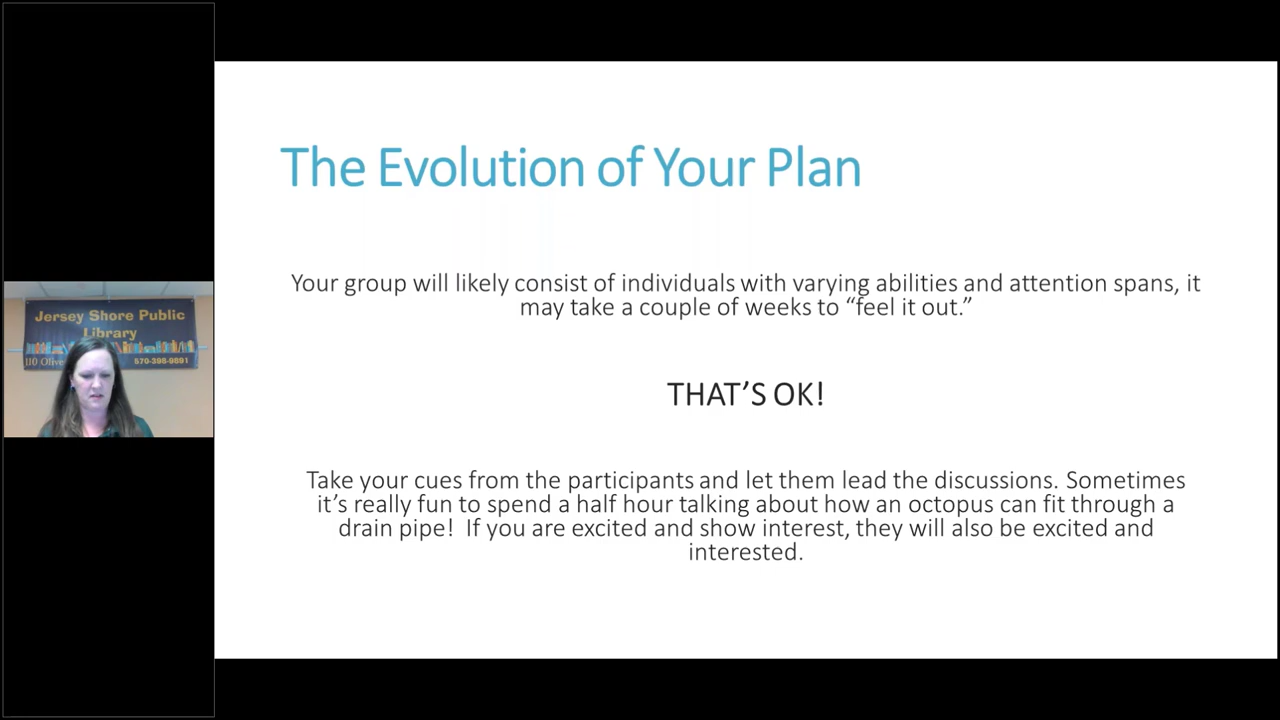 The Evolution of Your Plan
Your group will likely consist of individuals with varying abilities and attention spans, it
may take a couple of weeks to “feel it out.”
THAT’S OK!
Take your cues from the participants and let them lead the discussions. Sometimes
it’s really fun to spend a half hour talking about how an octopus can fit through a
drain pipe!  If you are excited and show interest, they will also be excited and
interested.
Jersey Shore Public
Library
110 Olive
570-398-9891